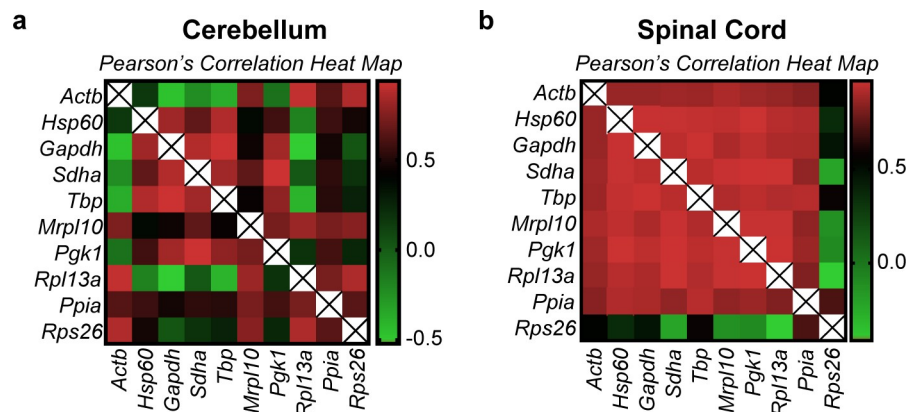 a
Cerebellum
Pearson's Correlation Heat Map
Actb
Hsp60
Gapdh
Sdha
Tbp
Mrpl10
Pgk1
Rpl13a
Ppia
Rps26
0.5
0.0
-0.5
Actb
Hsp60
Gapdh
Sdha
Tbp
Mrpl10
Pgk1
Rpl13a
Ppia
Rps26
b
Spinal Cord
Pearson's Correlation Heat Map
Actb
Hsp60
Gapdh
Sdha
Tbp
Mrpl10
Pgk1
Rpl13a
Ppia
Rps26
0.5
0.0
Actb
Hsp60
Gapdh
Sdha
Tbp
Mrpl10
Pgk1
Rpl13a
Ppia
Rps26